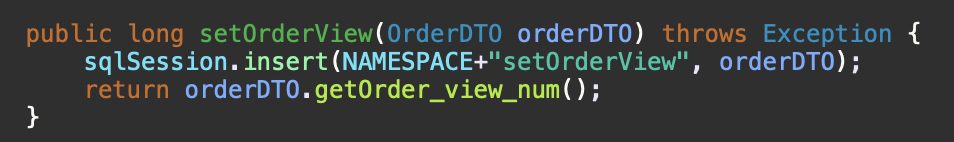 public long setOrderView(OrderDTO orderDTO) throws Exception {
    sqlSession.insert(NAMESPACE+"setOrderView", orderDTO);
    return orderDTO.getOrder_view_num();
}